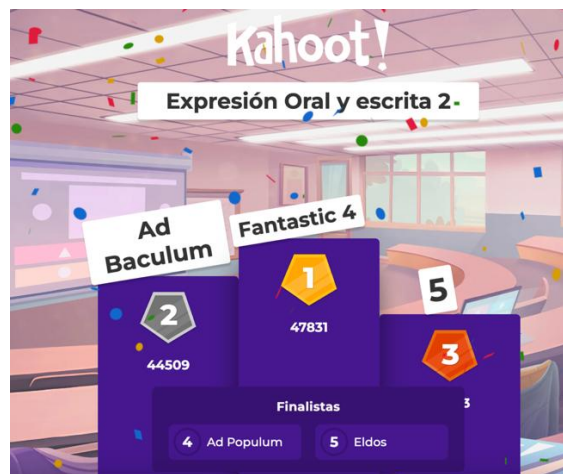 Kahoot!
Expresión Oral y escrita 2-
Ad
Baculum
Fantastic 4
5
1
2
3
47831
44509
3
Finalistas
4 Ad Populum
5 Eldos